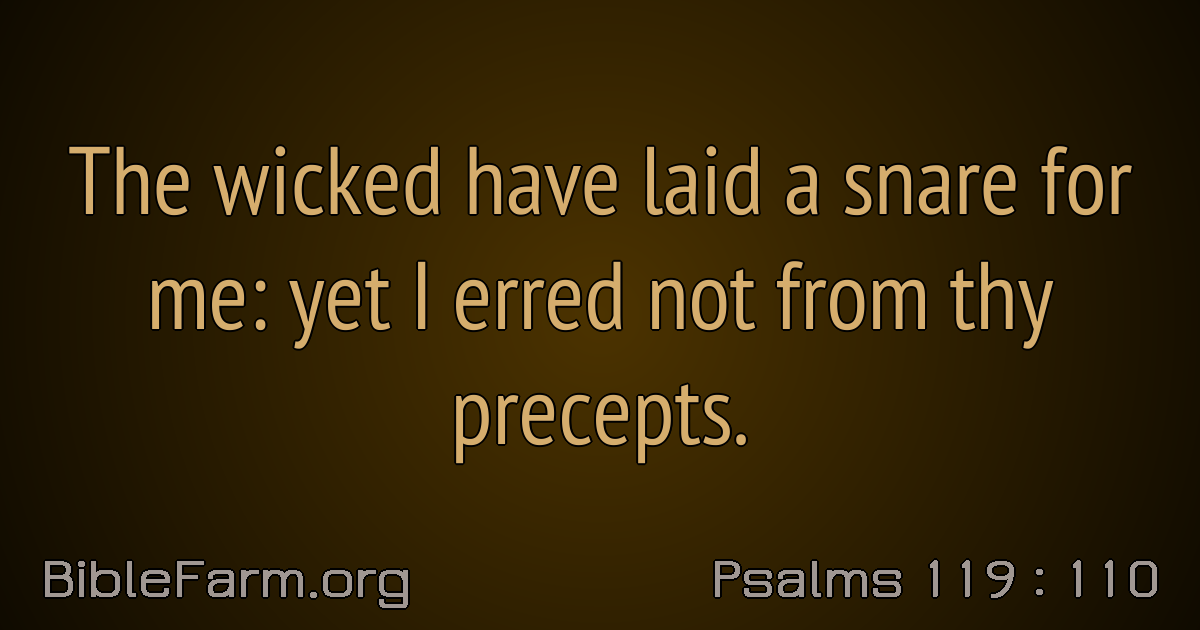 The wicked have laid a snare for
me: yet I erred not from thy
precepts.
BibleFarm.org
Psalms 119 : 110